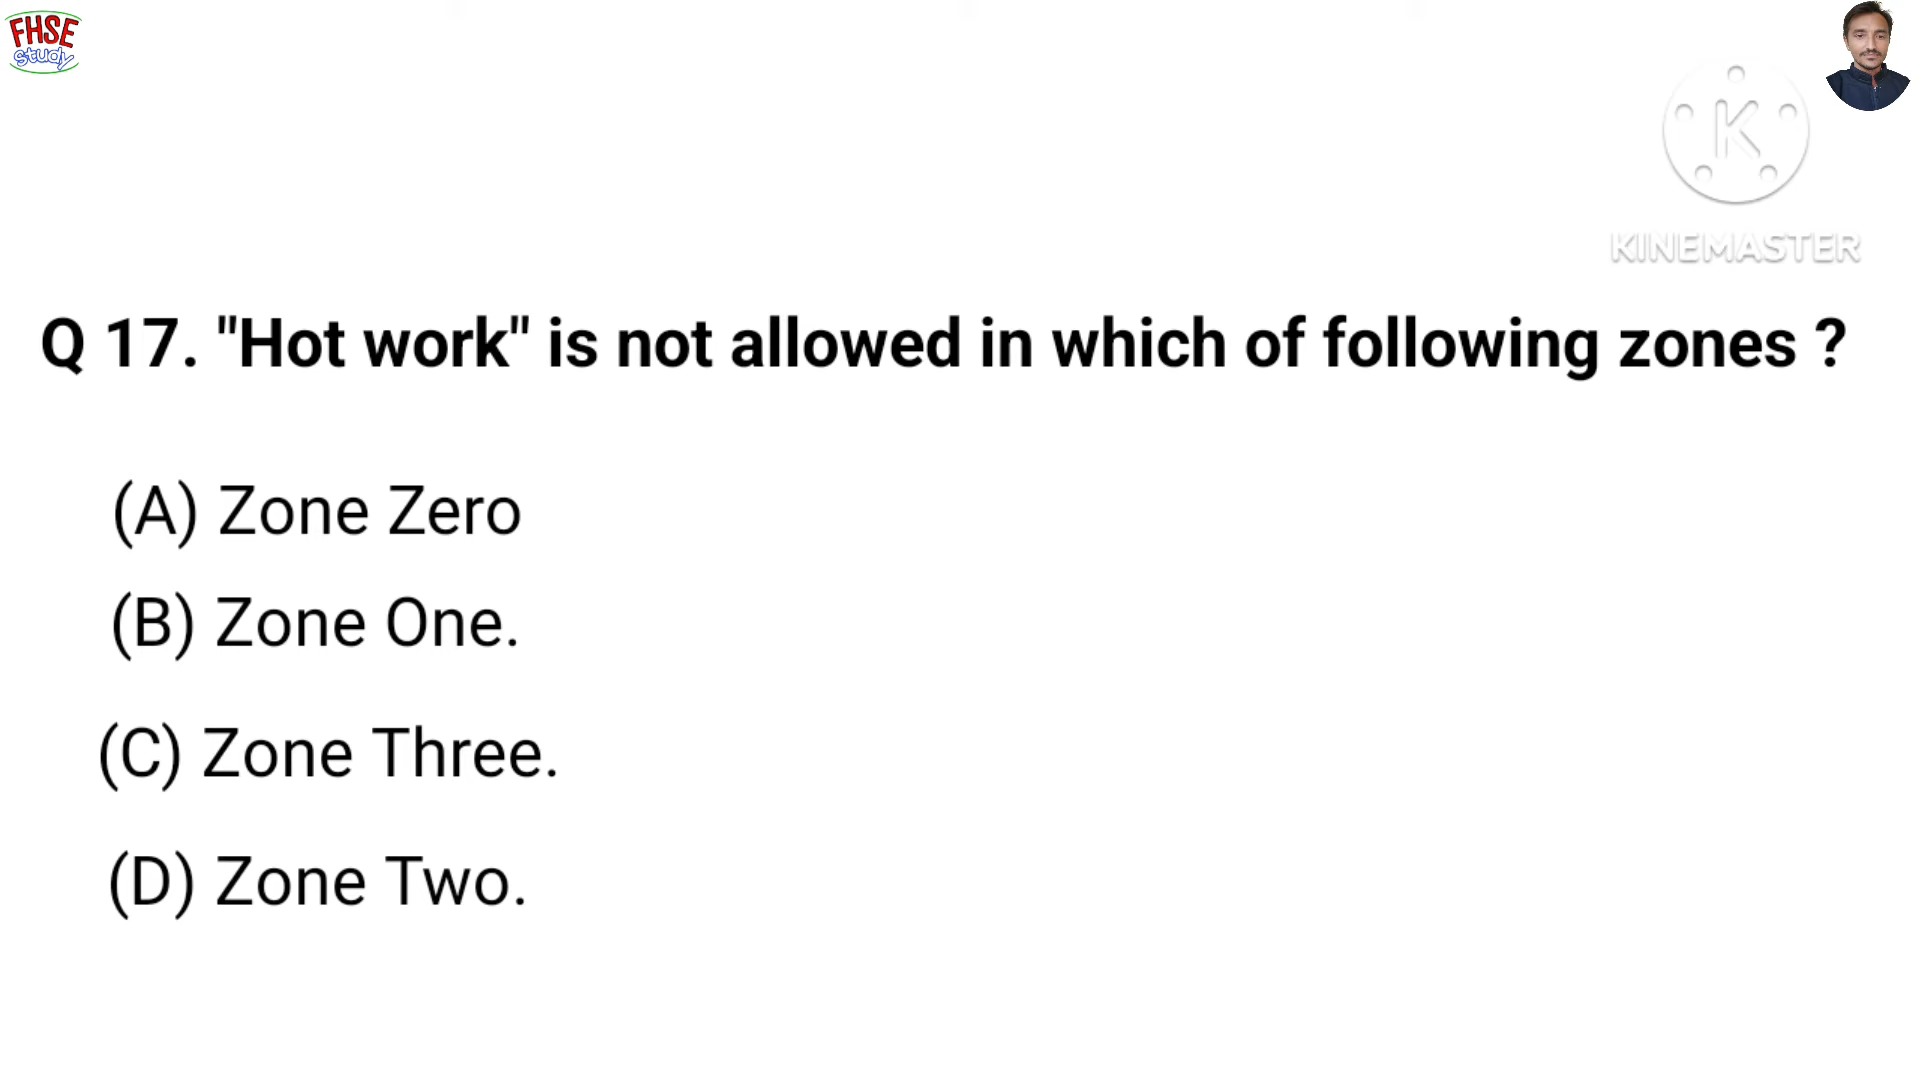 FHSE
Study
KINEMASTER
Q 17. "Hot work" is not allowed in which of following zones ?
(A) Zone Zero
(B) Zone One.
(C) Zone Three.
(D) Zone Two.